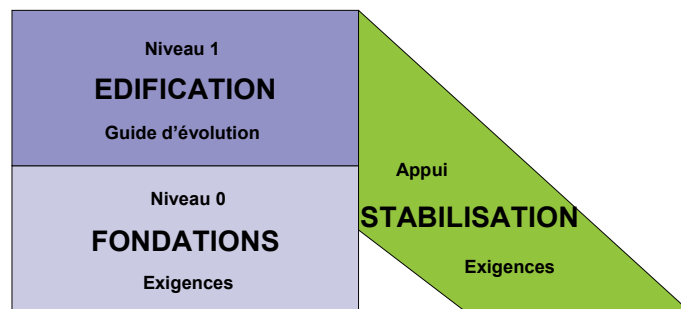 Niveau 1
EDIFICATION
Guide d’évolution
Niveau 0
FONDATIONS
Exigences
Appui
STABILISATION
Exigences